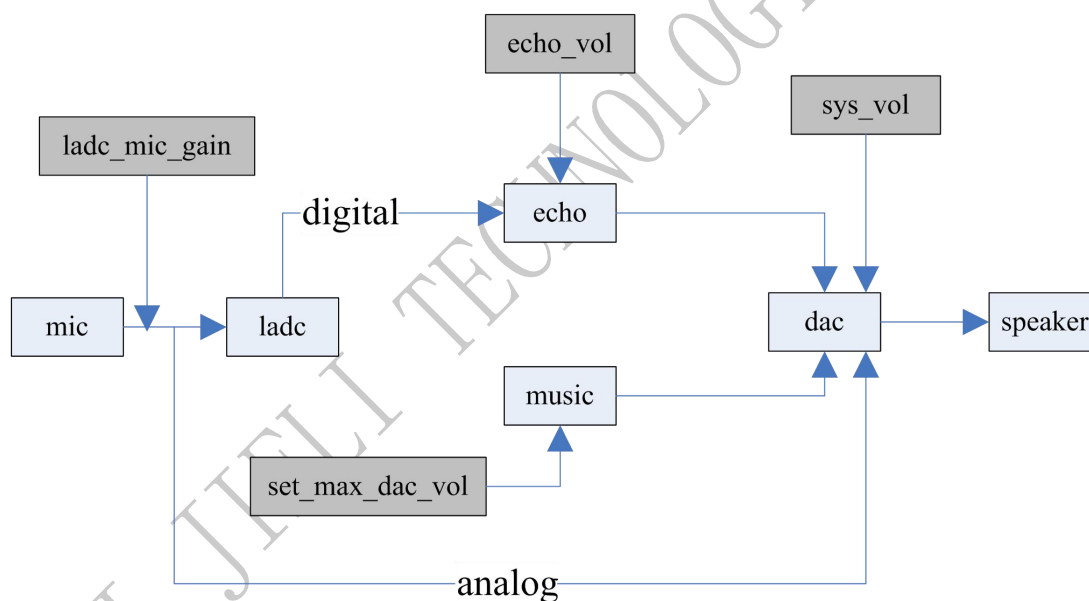 echo_vol
sys_vol
ladc_mic_gain
digital
echo
mic
ladc
dac
speaker
music
set_max_dac_vol
analog